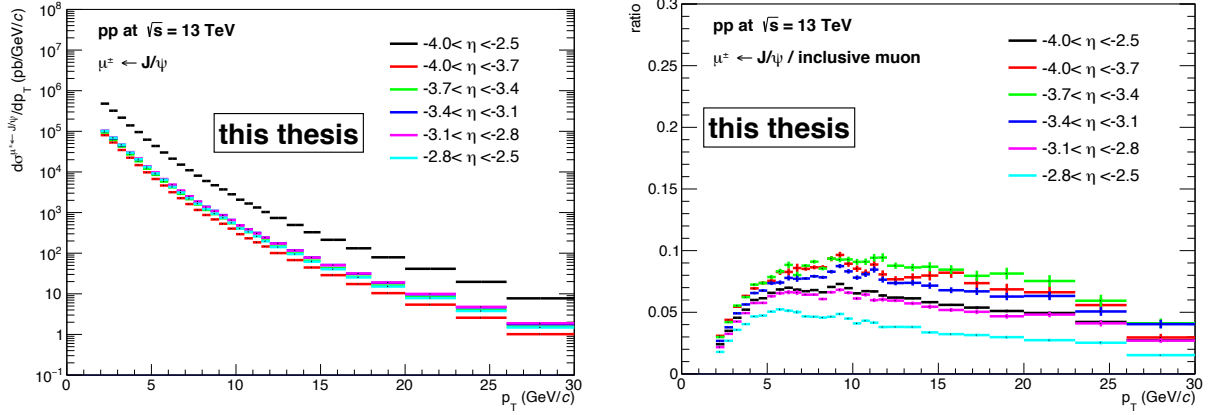 dσ^{μ^±←J/ψ}/dp_T (pb/GeV/c)
10^8
10^7
10^6
10^5
10^4
10^3
10^2
10
1
10^{−1}
pp at √s = 13 TeV
μ^± ← J/ψ
this thesis
-4.0< η <-2.5
-4.0< η <-3.7
-3.7< η <-3.4
-3.4< η <-3.1
-3.1< η <-2.8
-2.8< η <-2.5
0 5 10 15 20 25 30
p_T (GeV/c)
ratio
0.3
0.25
0.2
0.15
0.1
0.05
0
pp at √s = 13 TeV
μ^± ← J/ψ / inclusive muon
this thesis
-4.0< η <-2.5
-4.0< η <-3.7
-3.7< η <-3.4
-3.4< η <-3.1
-3.1< η <-2.8
-2.8< η <-2.5
0 5 10 15 20 25 30
p_T (GeV/c)